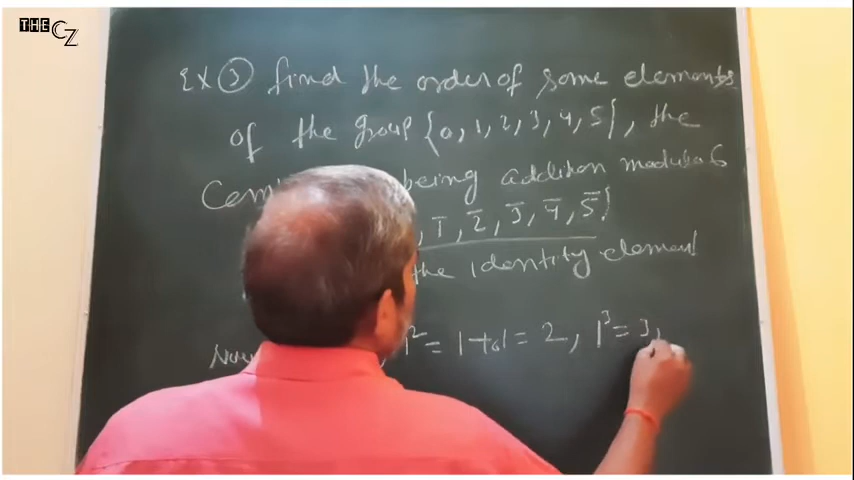 THE CZ
Ex ③ find the order of some elements
of the group {0, 1, 2, 3, 4, 5}, the
being addition modulo 6
, 1̄, 2̄, 3̄, 4̄, 5̄}
the identity element
1² = 1 +₆ 1 = 2, 1³ = 3,